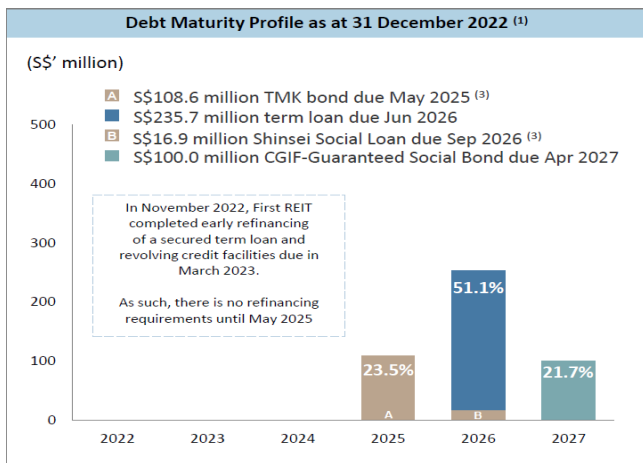 Debt Maturity Profile as at 31 December 2022 (1)
(S$' million)
A S$108.6 million TMK bond due May 2025 (3)
S$235.7 million term loan due Jun 2026
B S$16.9 million Shinsei Social Loan due Sep 2026 (3)
S$100.0 million CGIF-Guaranteed Social Bond due Apr 2027
500
400
300
200
100
0
In November 2022, First REIT
completed early refinancing
of a secured term loan and
revolving credit facilities due in
March 2023.
As such, there is no refinancing
requirements until May 2025
23.5%
A
51.1%
B
21.7%
2022 2023 2024 2025 2026 2027